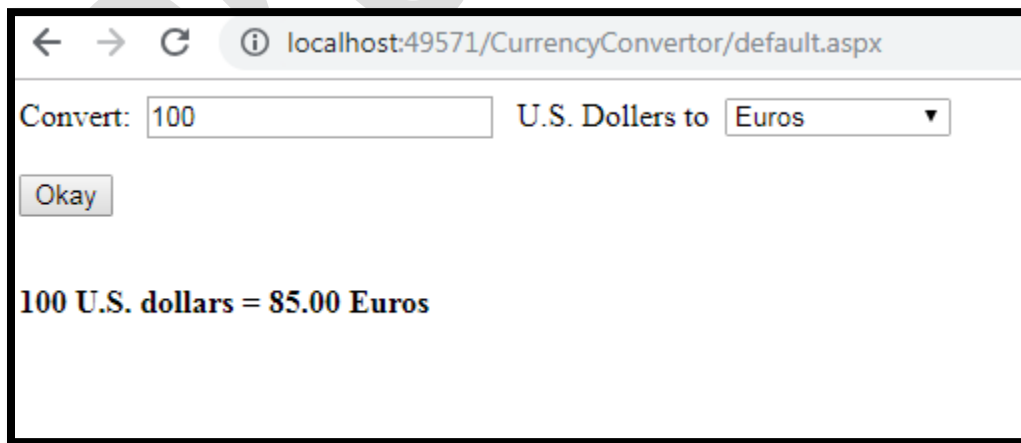 localhost:49571/CurrencyConvertor/default.aspx
Convert: 100 U.S. Dollers to Euros
Okay
100 U.S. dollars = 85.00 Euros